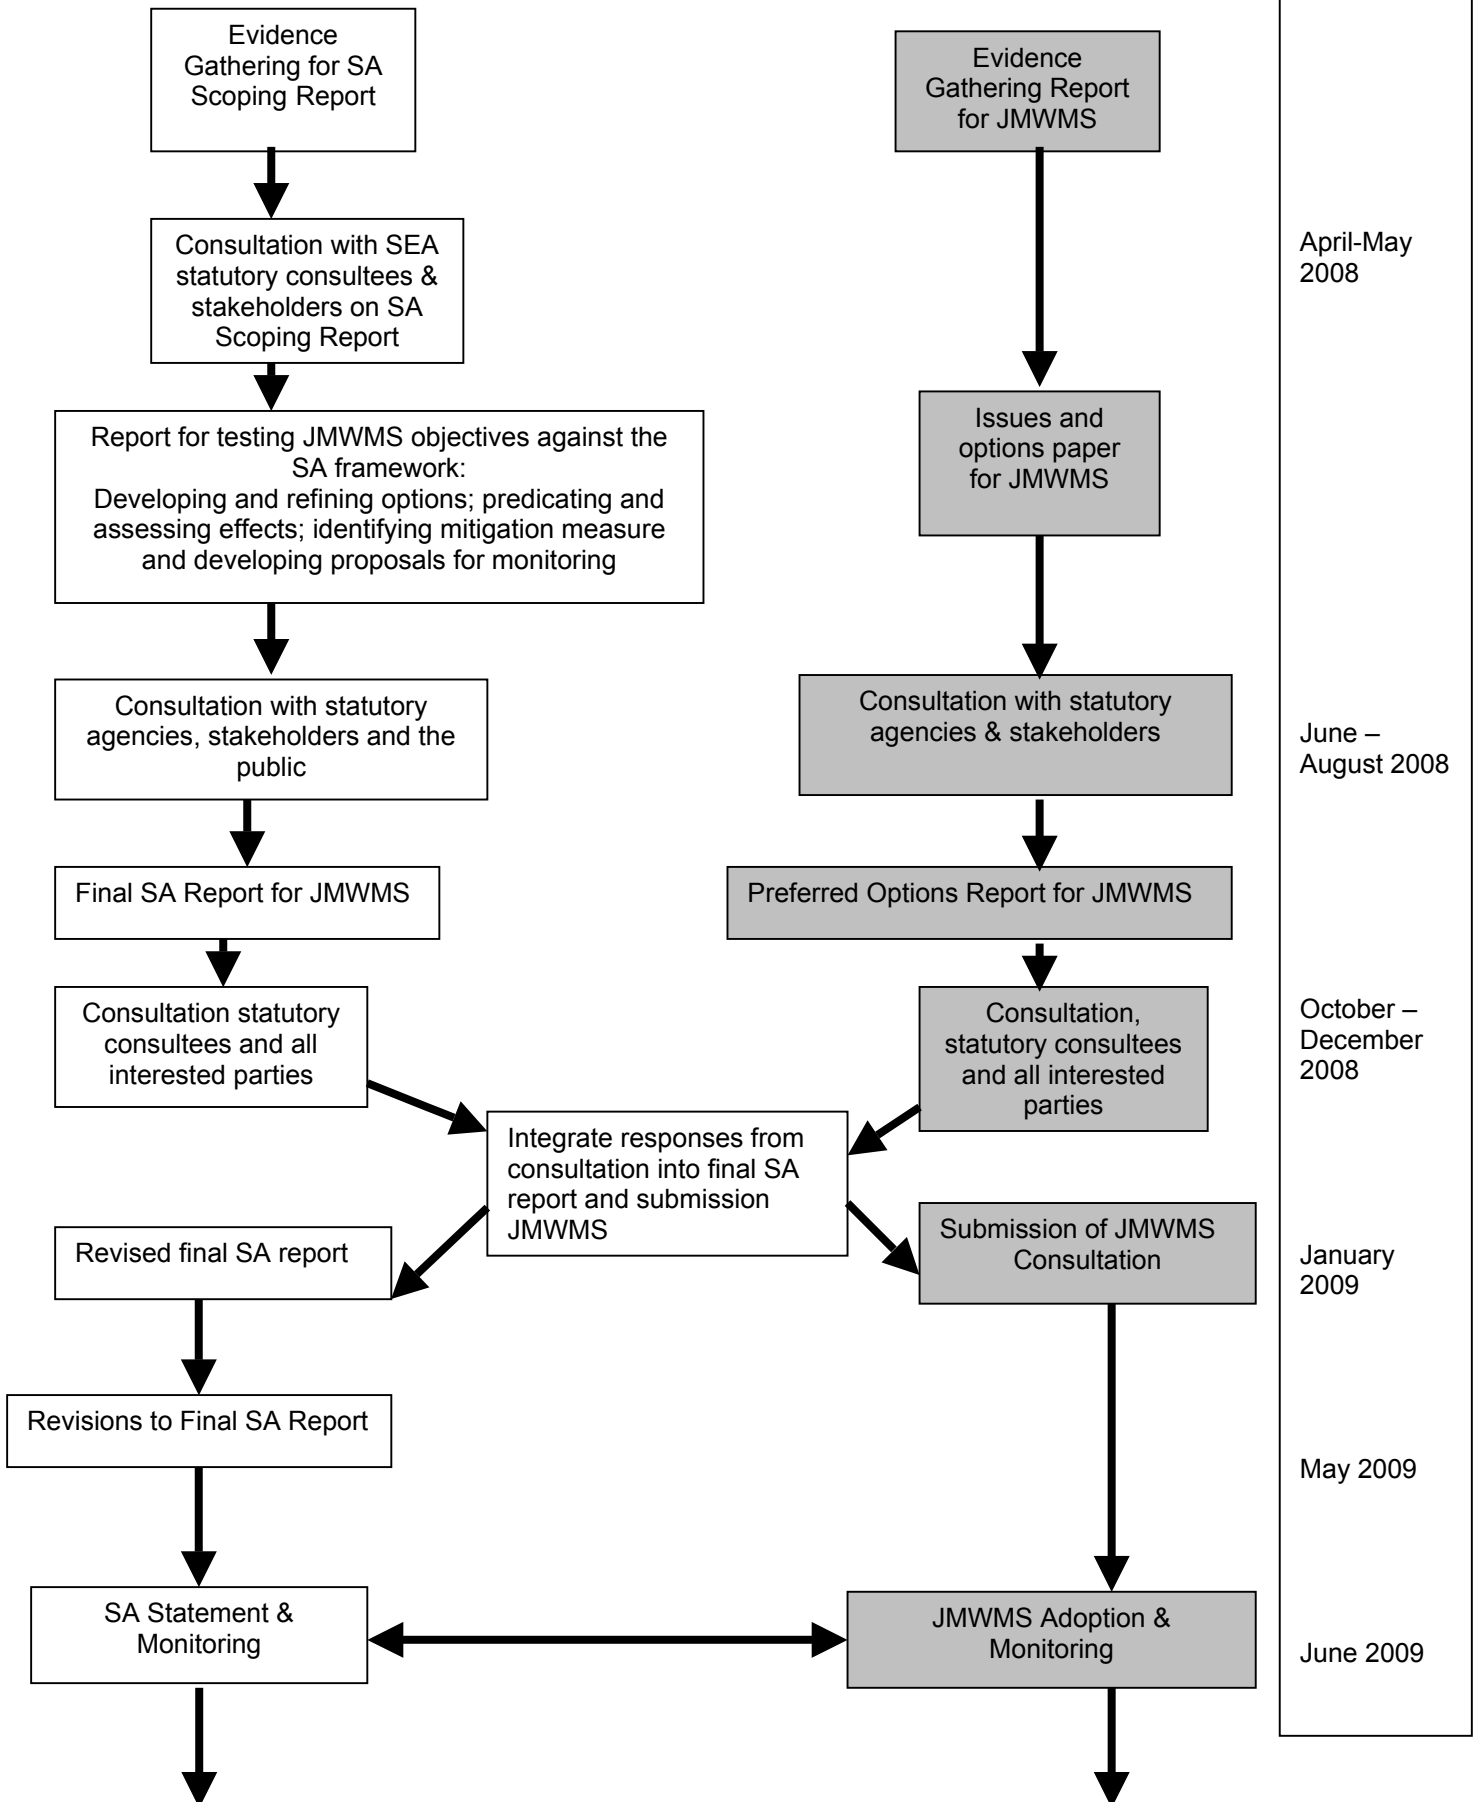 Evidence
Gathering for SA
Scoping Report
Evidence
Gathering Report
for JMWMS
Consultation with SEA
statutory consultees &
stakeholders on SA
Scoping Report
April-May
2008
Report for testing JMWMS objectives against the
SA framework:
Developing and refining options; predicating and
assessing effects; identifying mitigation measure
and developing proposals for monitoring
Issues and
options paper
for JMWMS
Consultation with statutory
agencies, stakeholders and the
public
Consultation with statutory
agencies & stakeholders
June –
August 2008
Final SA Report for JMWMS
Preferred Options Report for JMWMS
Consultation statutory
consultees and all
interested parties
Consultation,
statutory consultees
and all interested
parties
October –
December
2008
Integrate responses from
consultation into final SA
report and submission
JMWMS
Revised final SA report
Submission of JMWMS
Consultation
January
2009
Revisions to Final SA Report
May 2009
SA Statement &
Monitoring
JMWMS Adoption &
Monitoring
June 2009